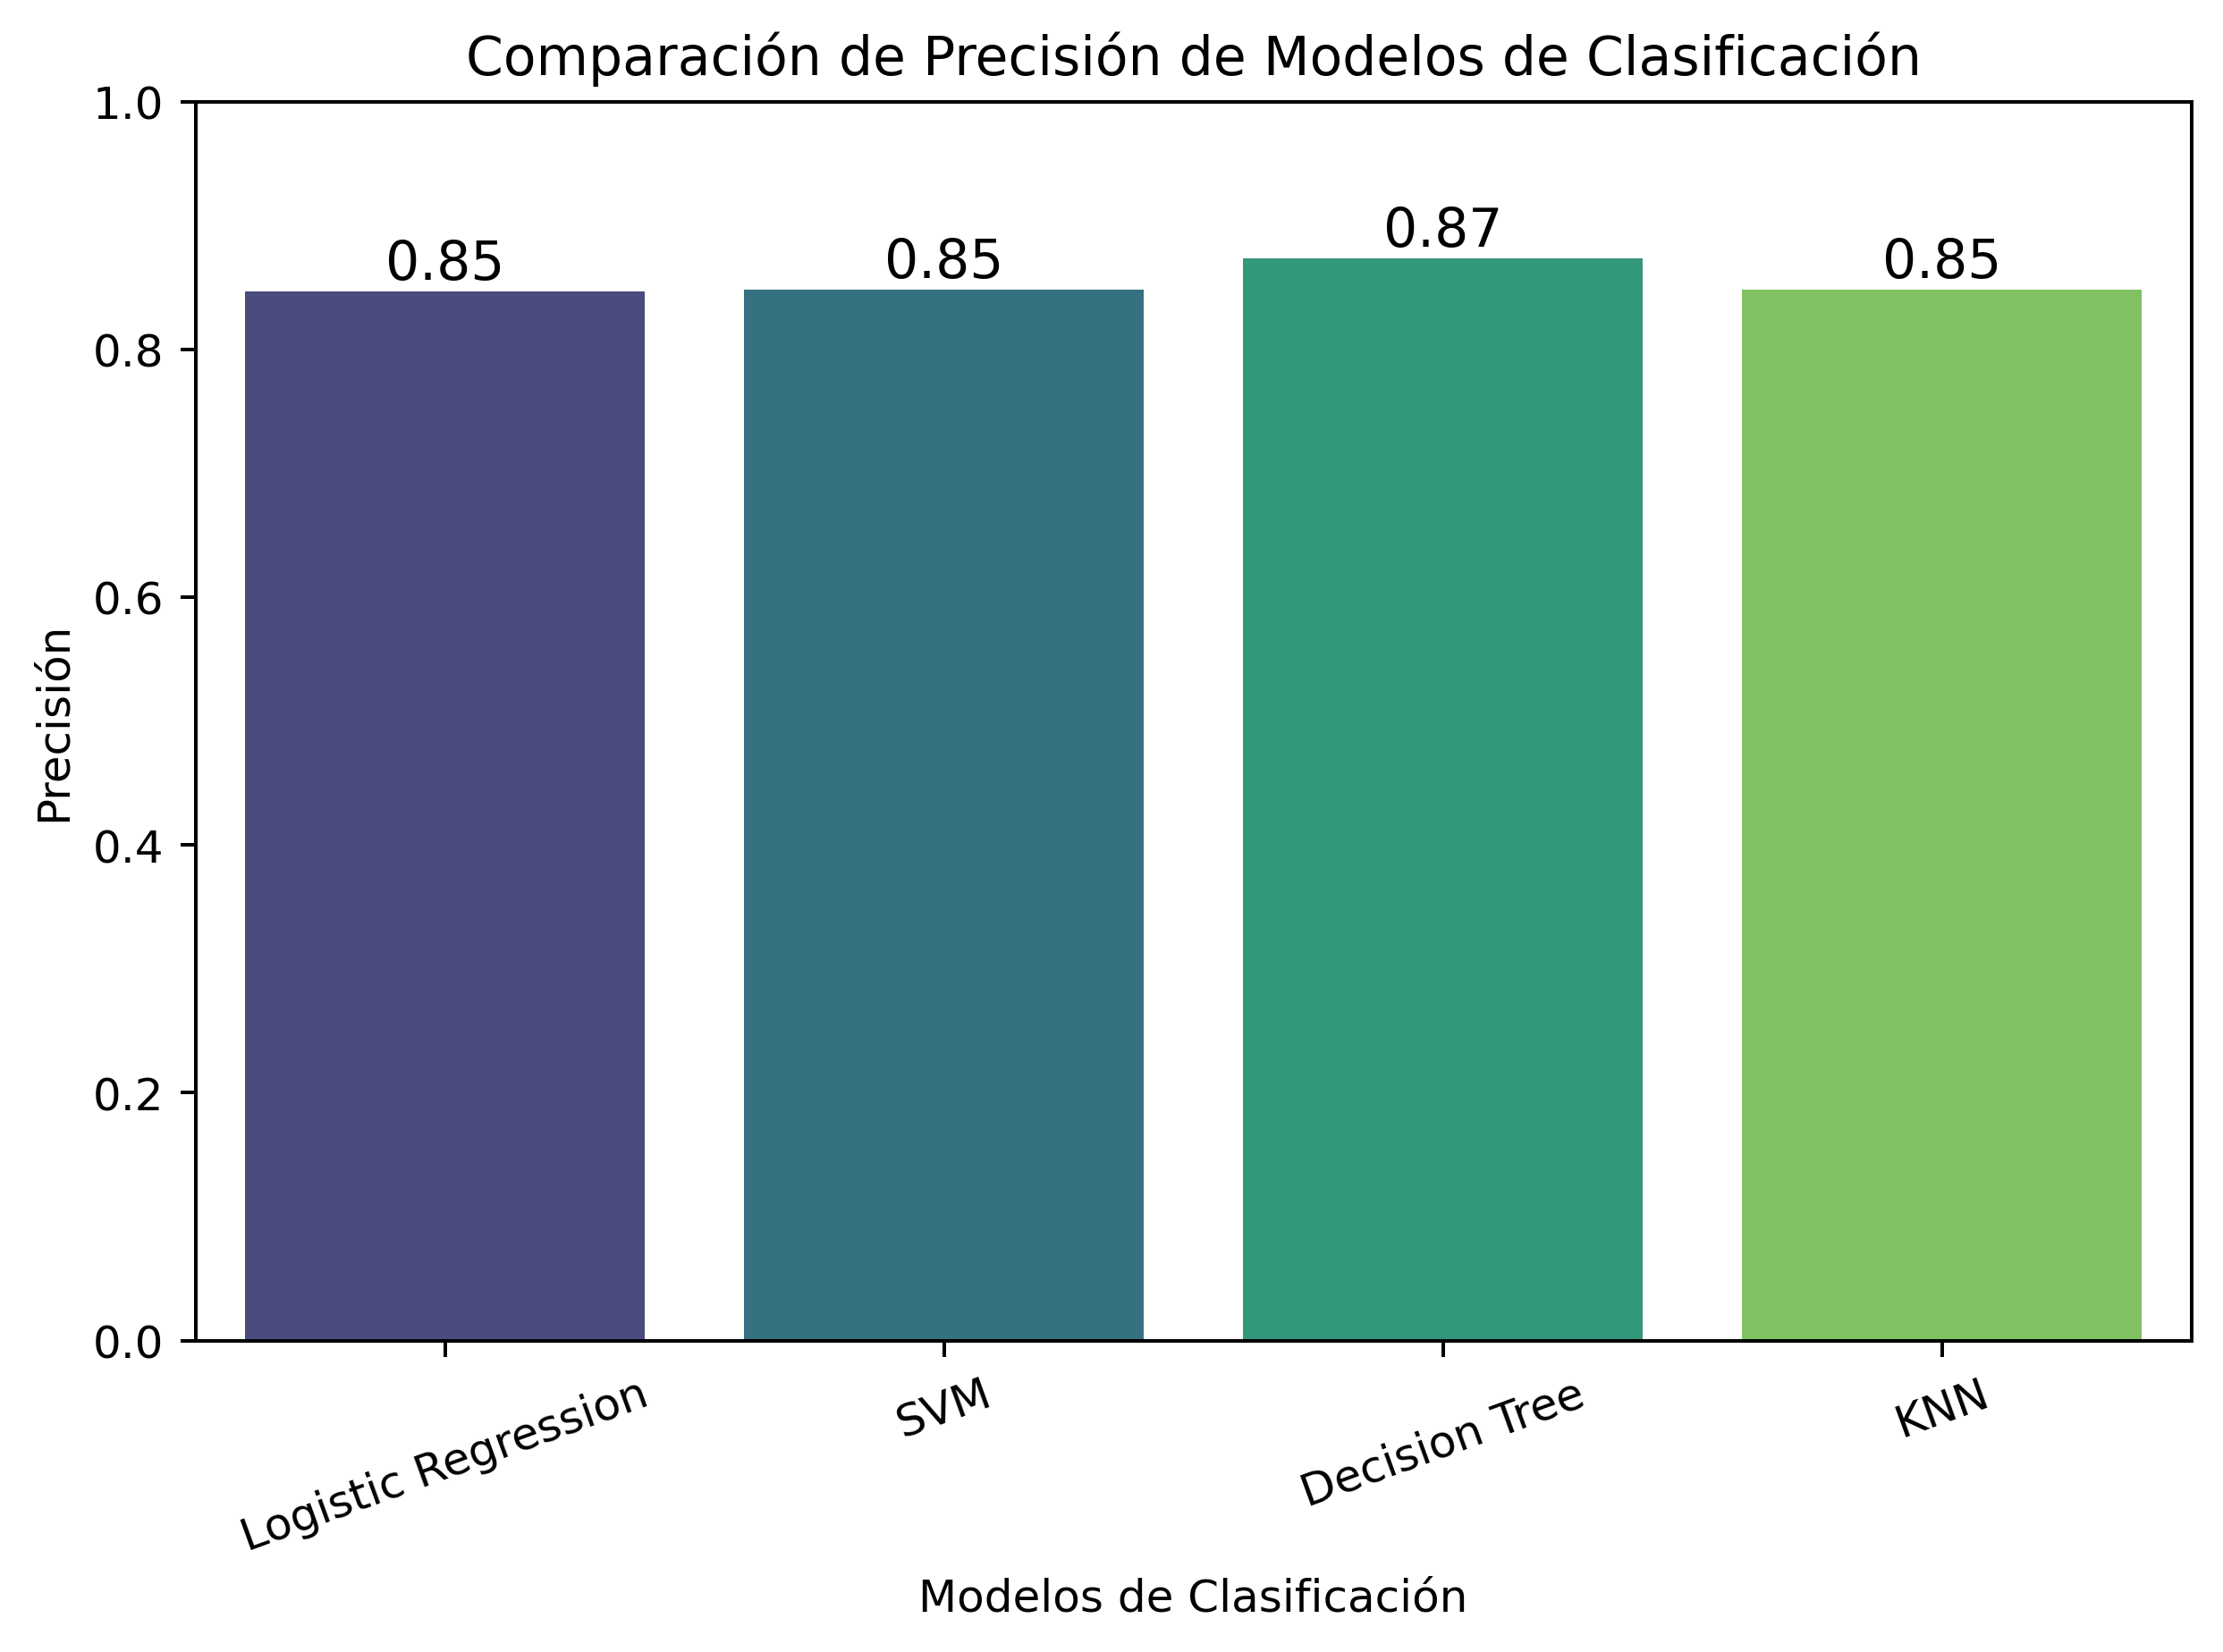 Comparación de Precisión de Modelos de Clasificación
1.0
0.8
0.6
0.4
0.2
0.0
Precisión
0.85
0.85
0.87
0.85
Logistic Regression
SVM
Decision Tree
KNN
Modelos de Clasificación